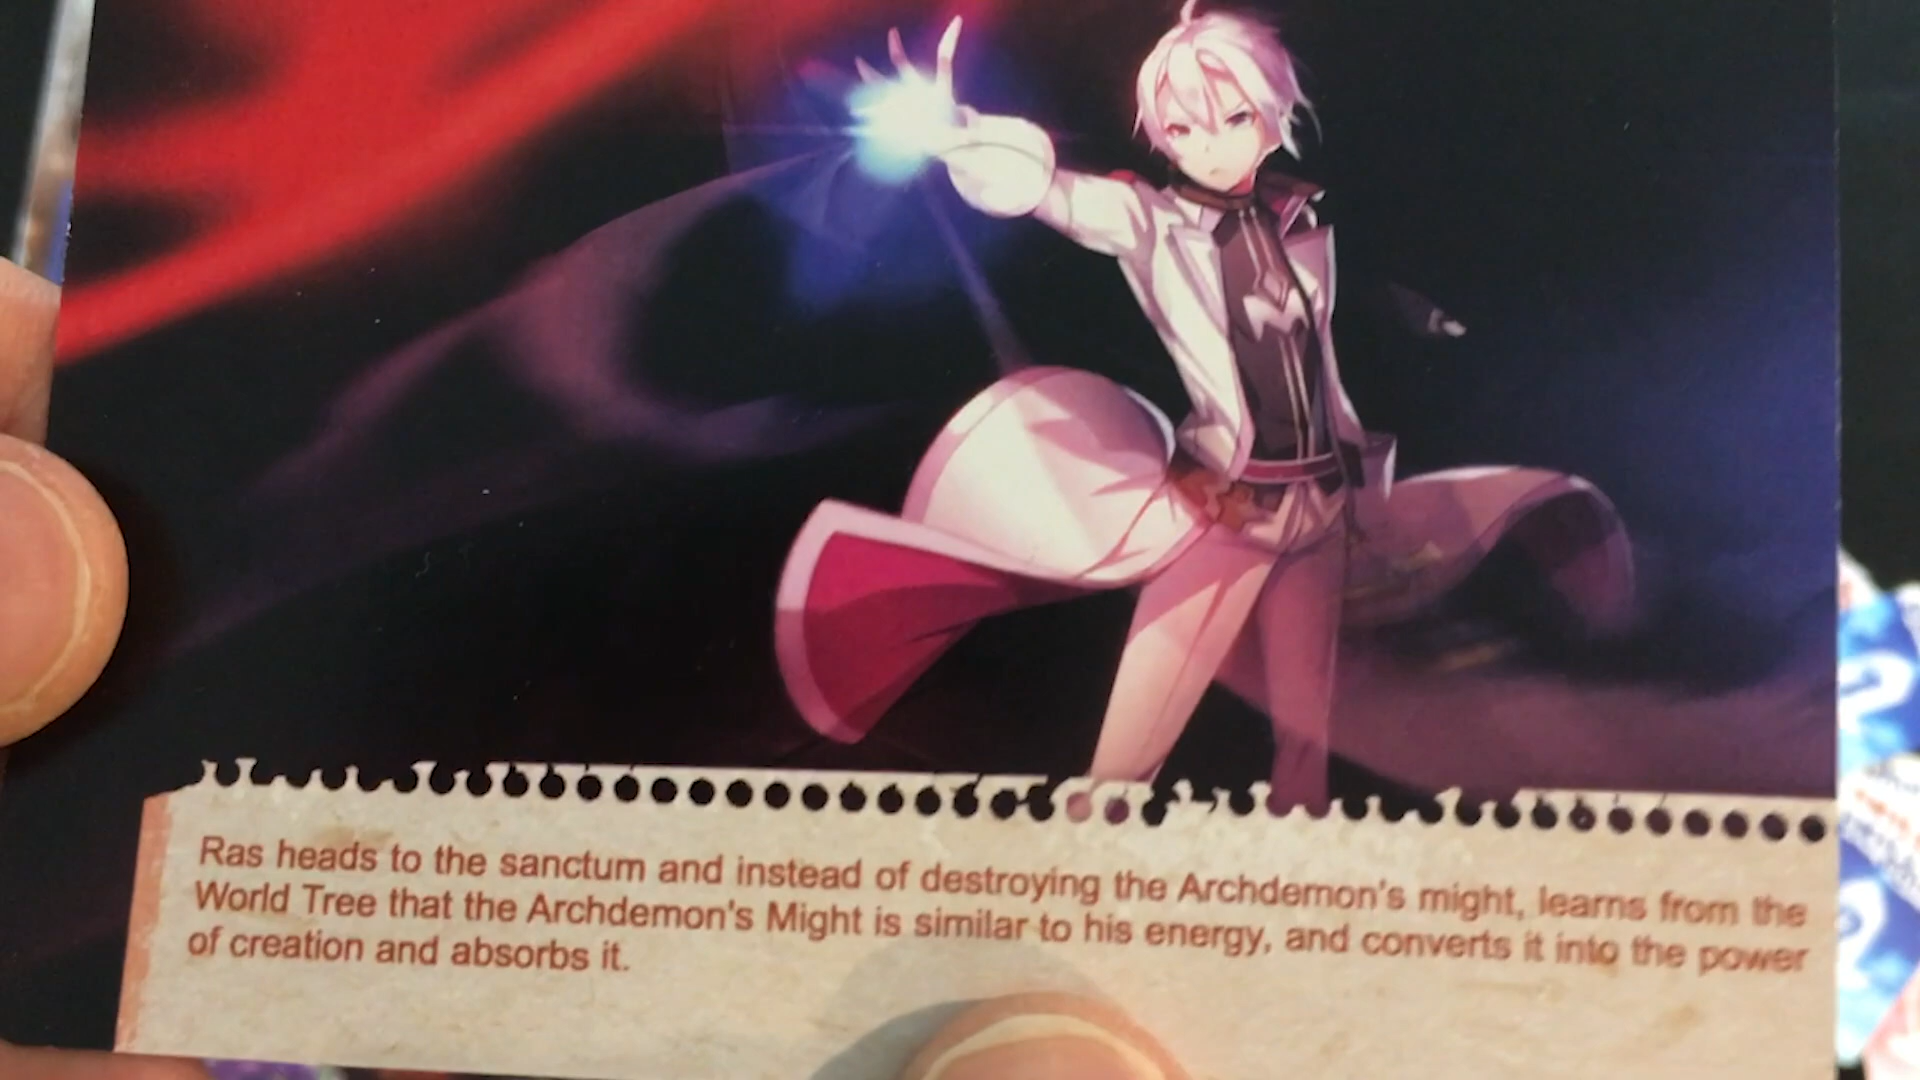 Ras heads to the sanctum and instead of destroying the Archdemon's might, learns from the
World Tree that the Archdemon's Might is similar to his energy, and converts it into the power
of creation and absorbs it.